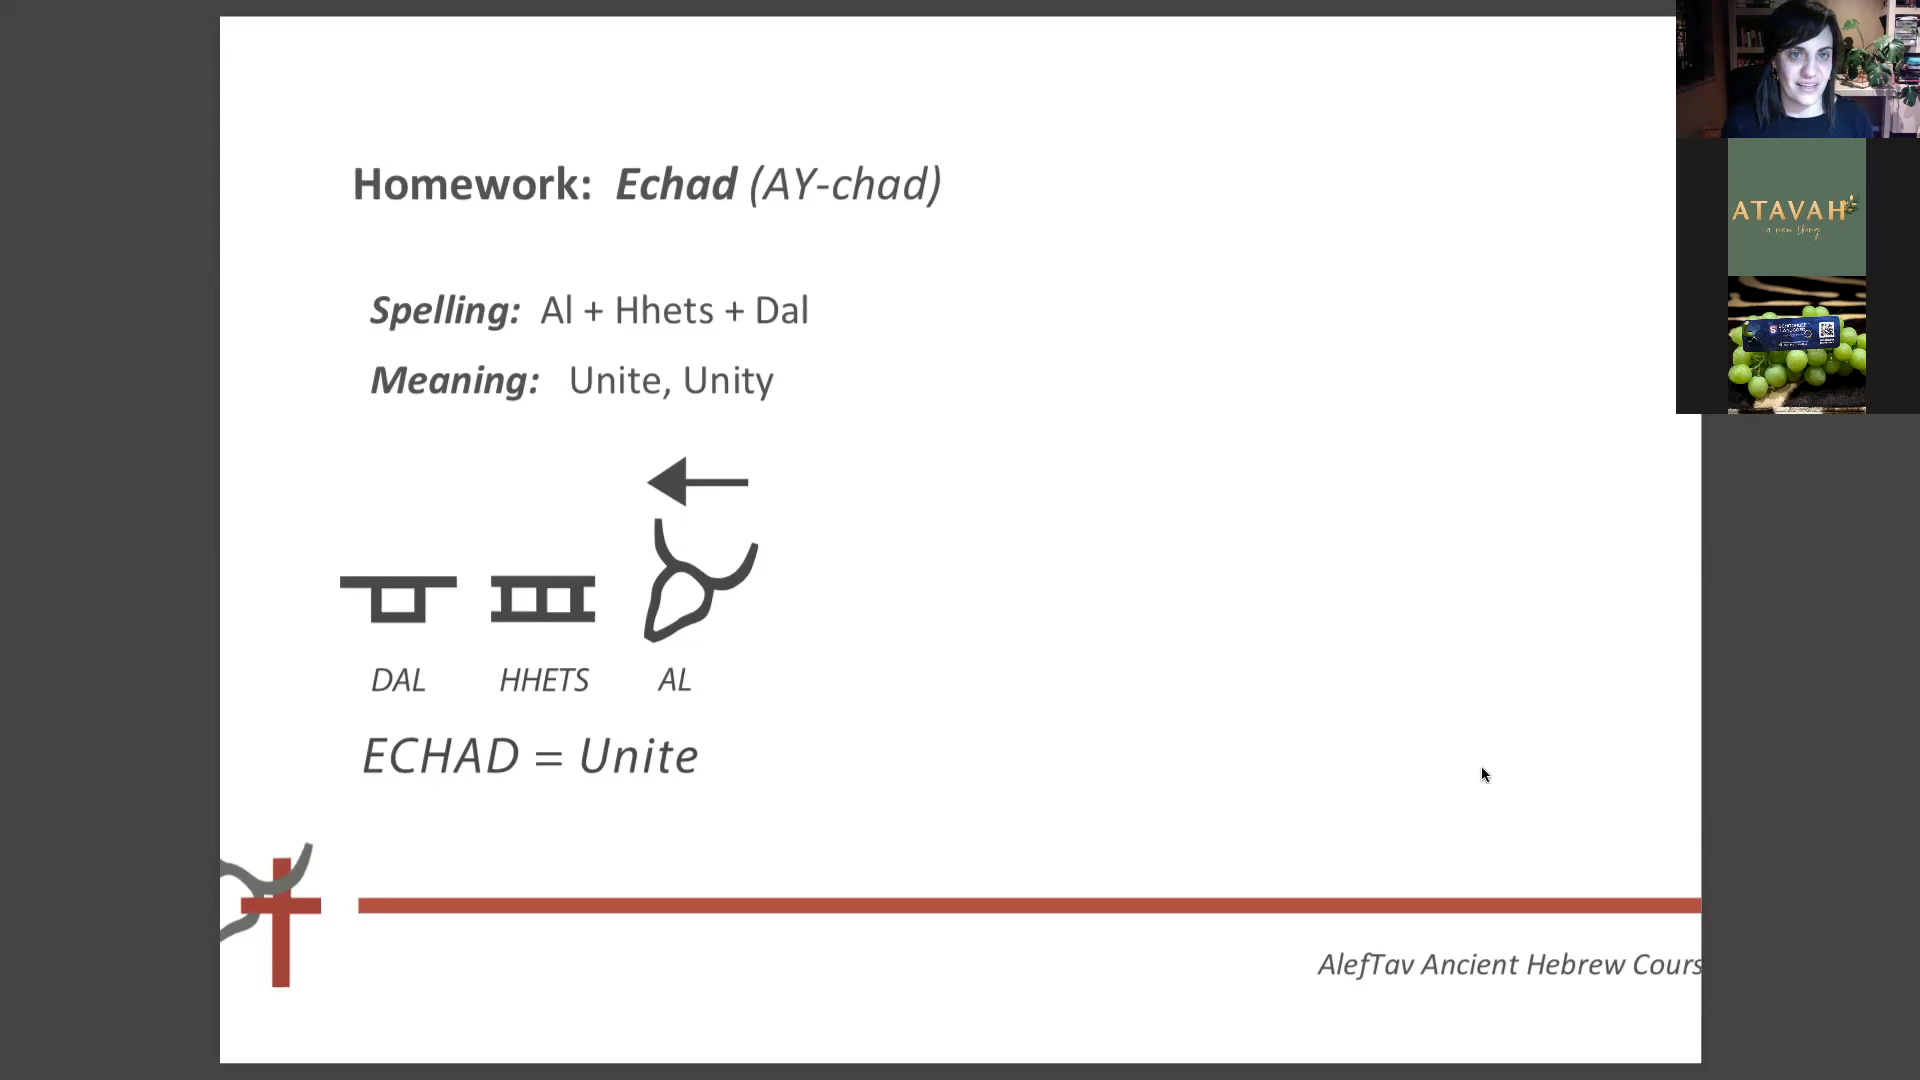 Homework: Echad (AY-chad)
Spelling: Al + Hhets + Dal
Meaning: Unite, Unity
DAL HHETS AL
ECHAD = Unite
AlefTav Ancient Hebrew Cours
ATAVAH
a new thing